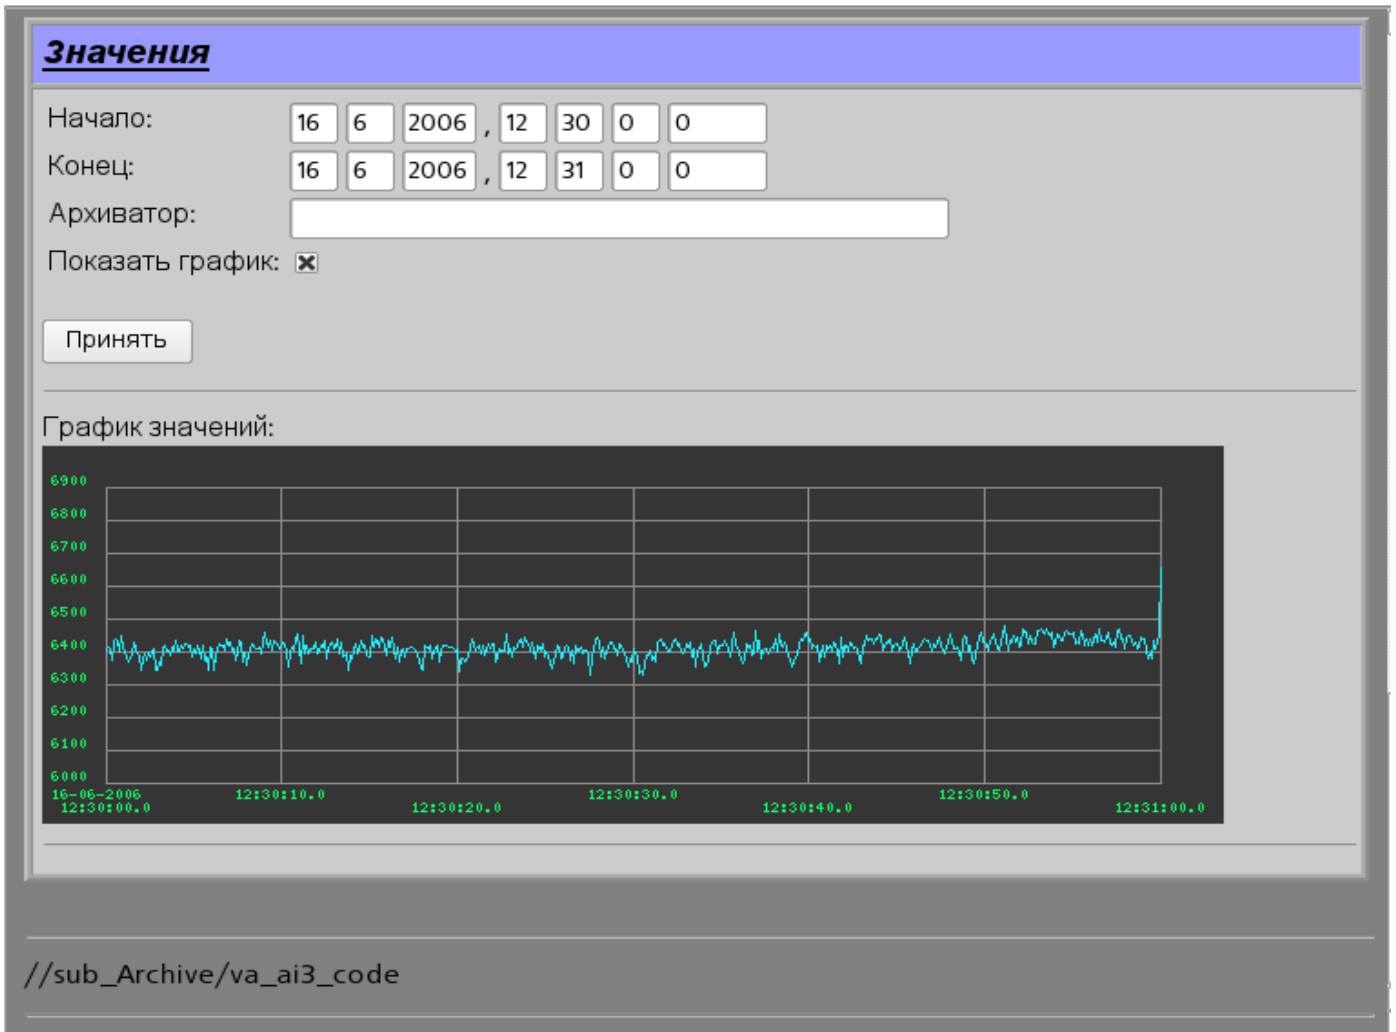 Значения
Начало: 16 6 2006 , 12 30 0 0
Конец: 16 6 2006 , 12 31 0 0
Архиватор:
Показать график:
Принять
График значений:
6900
6800
6700
6600
6500
6400
6300
6200
6100
6000
16-06-2006 12:30:10.0 12:30:30.0 12:30:50.0
12:30:00.0 12:30:20.0 12:30:40.0 12:31:00.0
//sub_Archive/va_ai3_code